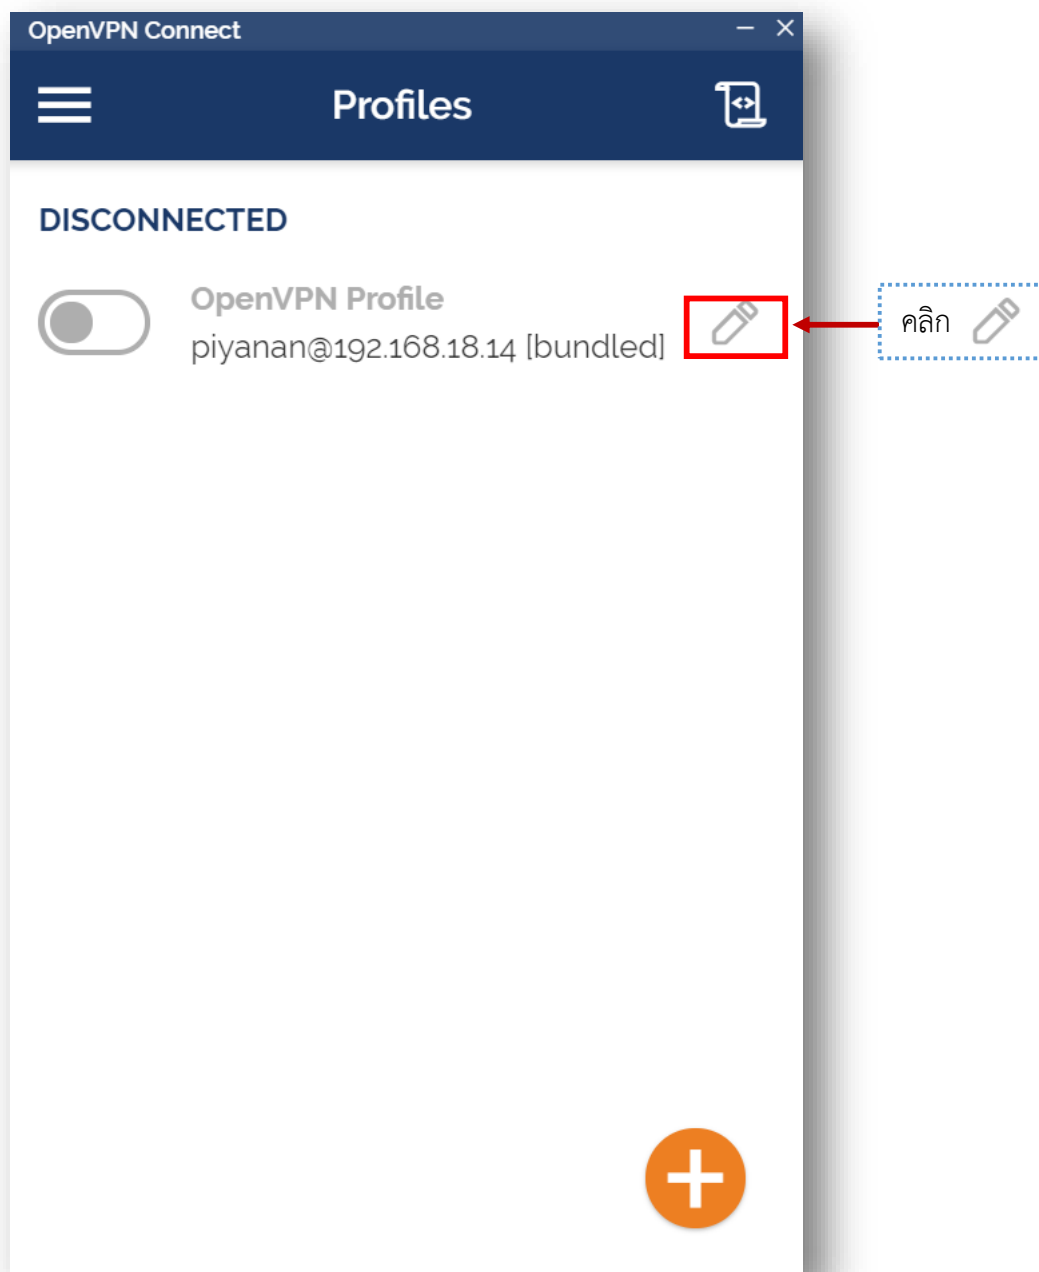 OpenVPN Connect
Profiles
DISCONNECTED
OpenVPN Profile
piyanan@192.168.18.14 [bundled]
คลิก